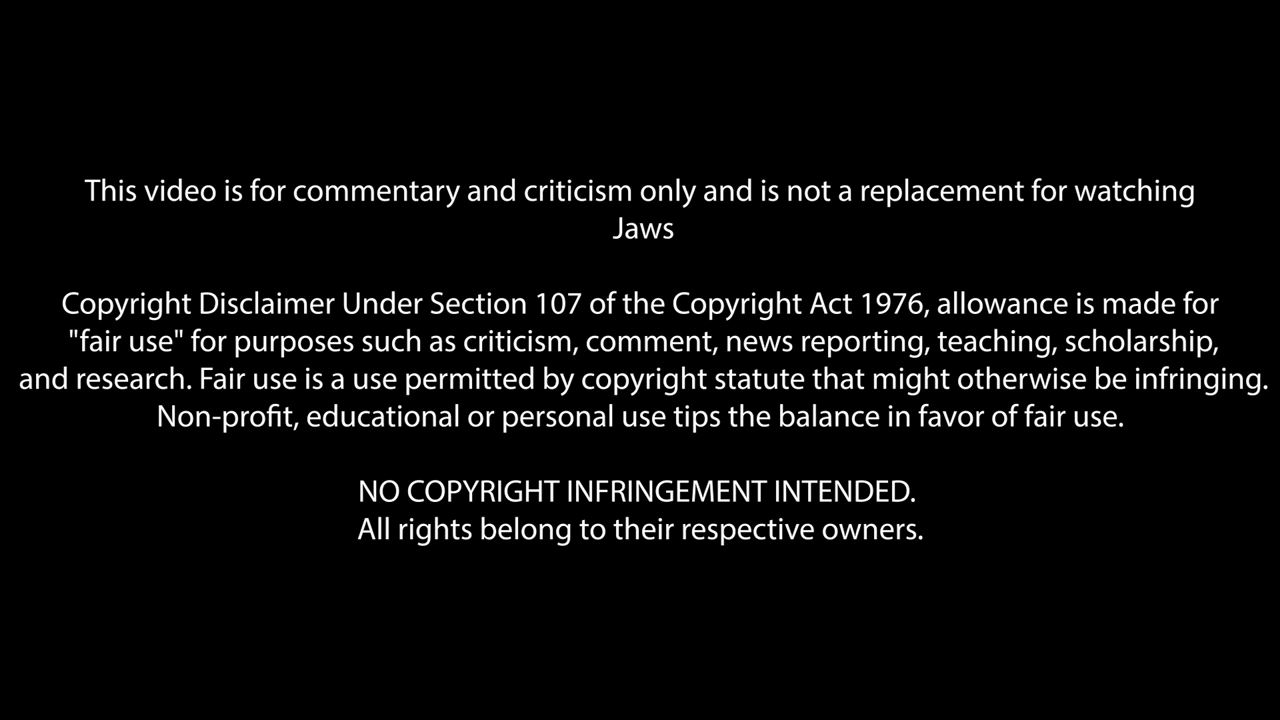 This video is for commentary and criticism only and is not a replacement for watching
Jaws
Copyright Disclaimer Under Section 107 of the Copyright Act 1976, allowance is made for
"fair use" for purposes such as criticism, comment, news reporting, teaching, scholarship,
and research. Fair use is a use permitted by copyright statute that might otherwise be infringing.
Non-profit, educational or personal use tips the balance in favor of fair use.
NO COPYRIGHT INFRINGEMENT INTENDED.
All rights belong to their respective owners.